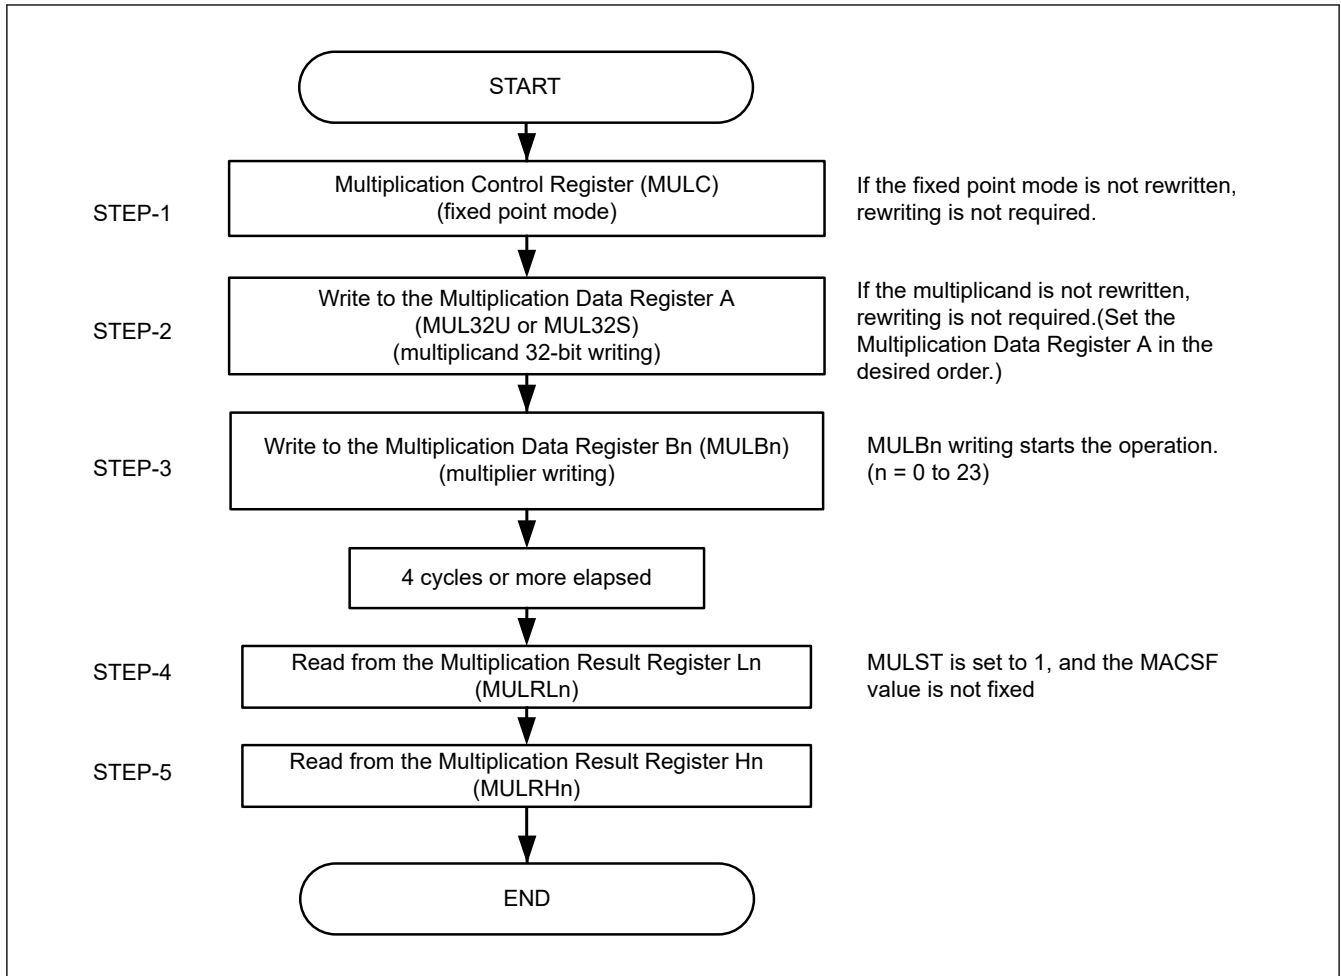 START
STEP-1
Multiplication Control Register (MULC)
(fixed point mode)
If the fixed point mode is not rewritten,
rewriting is not required.
STEP-2
Write to the Multiplication Data Register A
(MUL32U or MUL32S)
(multiplicand 32-bit writing)
If the multiplicand is not rewritten,
rewriting is not required.(Set the
Multiplication Data Register A in the
desired order.)
STEP-3
Write to the Multiplication Data Register Bn (MULBn)
(multiplier writing)
MULBn writing starts the operation.
(n = 0 to 23)
4 cycles or more elapsed
STEP-4
Read from the Multiplication Result Register Ln
(MULRLn)
MULST is set to 1, and the MACSF
value is not fixed
STEP-5
Read from the Multiplication Result Register Hn
(MULRHn)
END